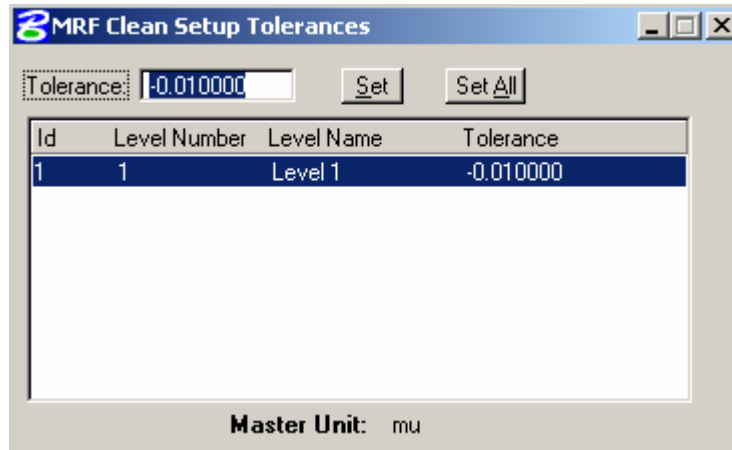 MRF Clean Setup Tolerances
Tolerance: -0.010000 Set Set All
Id Level Number Level Name Tolerance
1 1 Level 1 -0.010000
Master Unit: mu